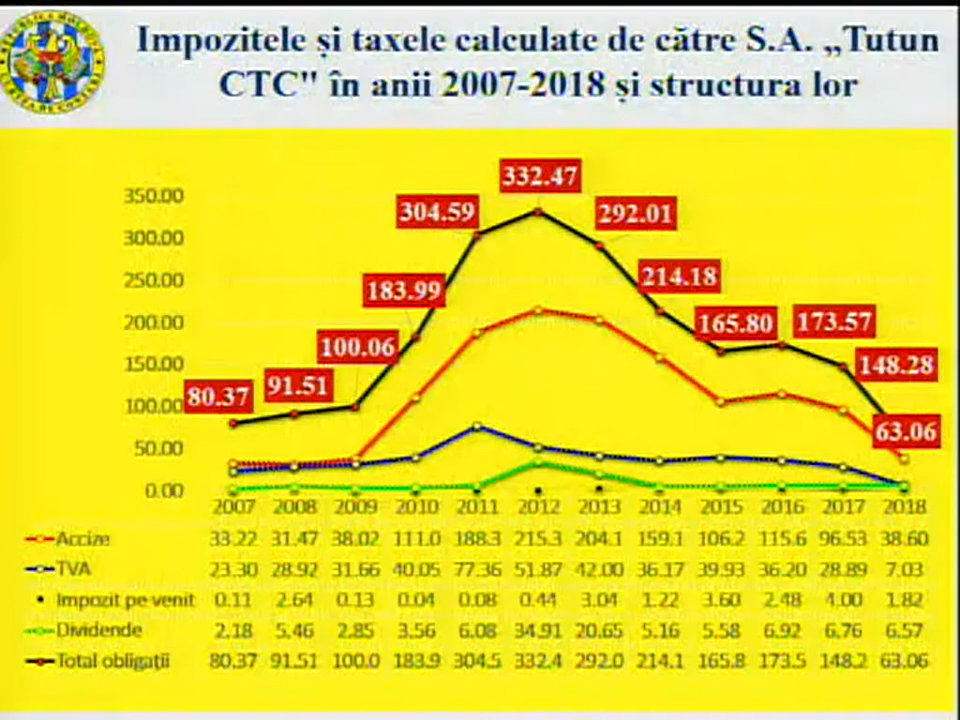 Impozitele și taxele calculate de către S.A. „Tutun
CTC" în anii 2007-2018 și structura lor
332.47
350.00
304.59
292.01
300.00
183.99
214.18
250.00
200.00
165.80
173.57
100.06
150.00
148.28
80.37
91.51
100.00
63.06
50.00
0.00
2007 2008 2009 2010 2011 2012 2013 2014 2015 2016 2017 2018
Accize 33.22 31.47 38.02 111.0 188.3 215.3 204.1 159.1 106.2 115.6 96.53 38.60
TVA 23.30 28.92 31.66 40.05 77.36 51.87 42.00 36.17 39.93 36.20 28.89 7.03
Impozit pe venit 0.11 2.64 0.13 0.04 0.08 0.44 3.04 1.22 3.60 2.48 4.00 1.82
Dividende 2.18 5.46 2.85 3.56 6.08 34.91 20.65 5.16 5.58 6.92 6.76 6.57
Total obligații 80.37 91.51 100.0 183.9 304.5 332.4 292.0 214.1 165.8 173.5 148.2 63.06